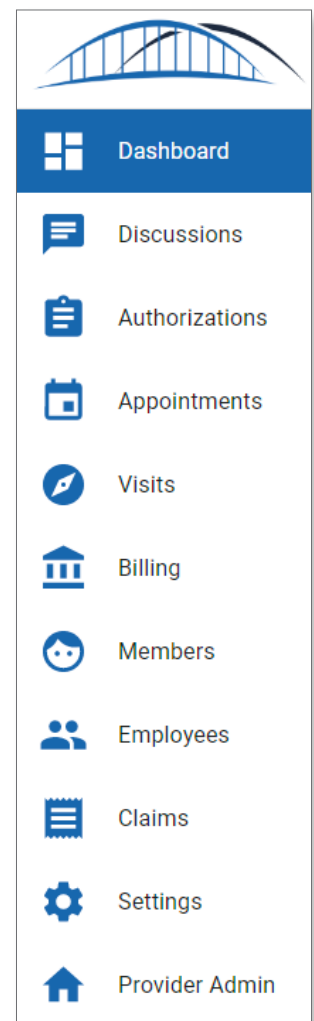 Dashboard
Discussions
Authorizations
Appointments
Visits
Billing
Members
Employees
Claims
Settings
Provider Admin